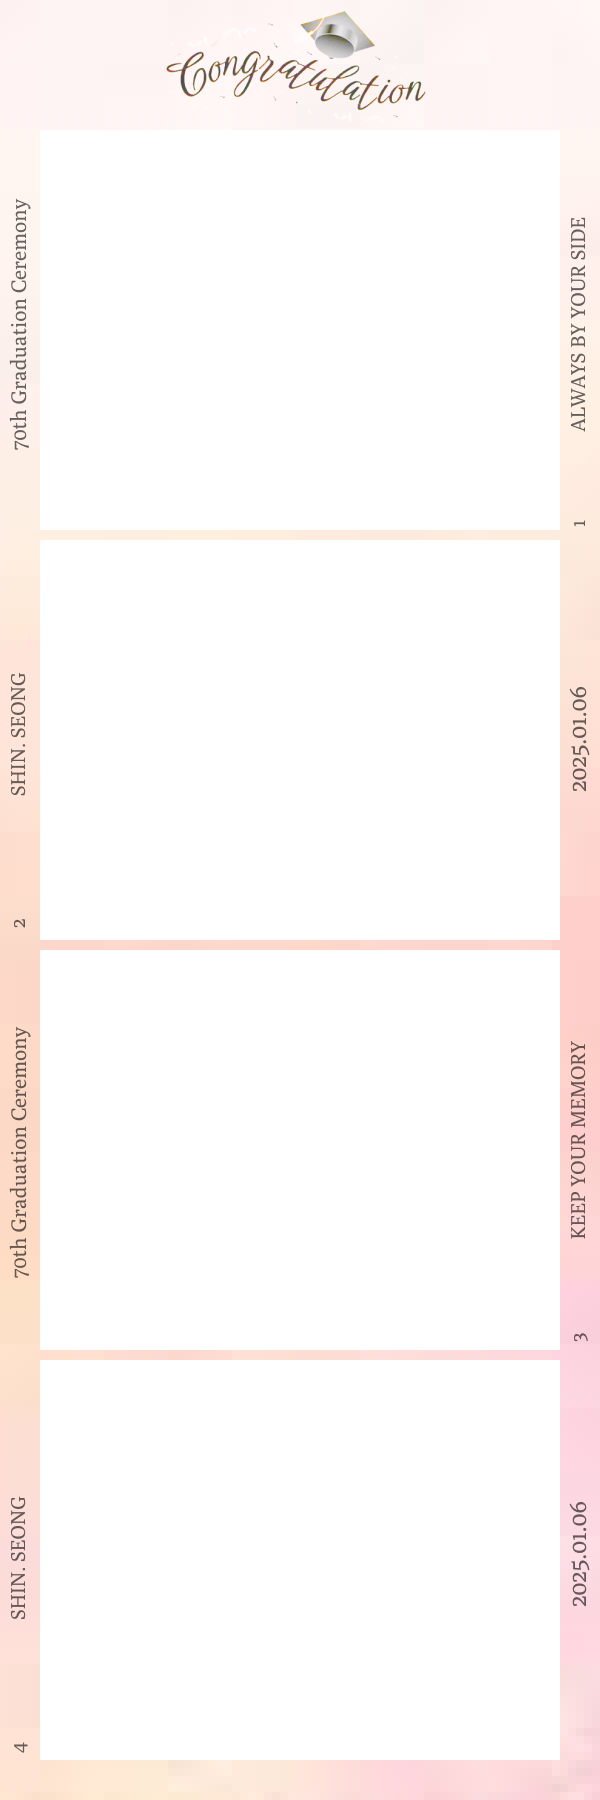 Congratulation
70th Graduation Ceremony
ALWAYS BY YOUR SIDE
1
SHIN. SEONG
2025.01.06
2
70th Graduation Ceremony
KEEP YOUR MEMORY
3
SHIN. SEONG
2025.01.06
4